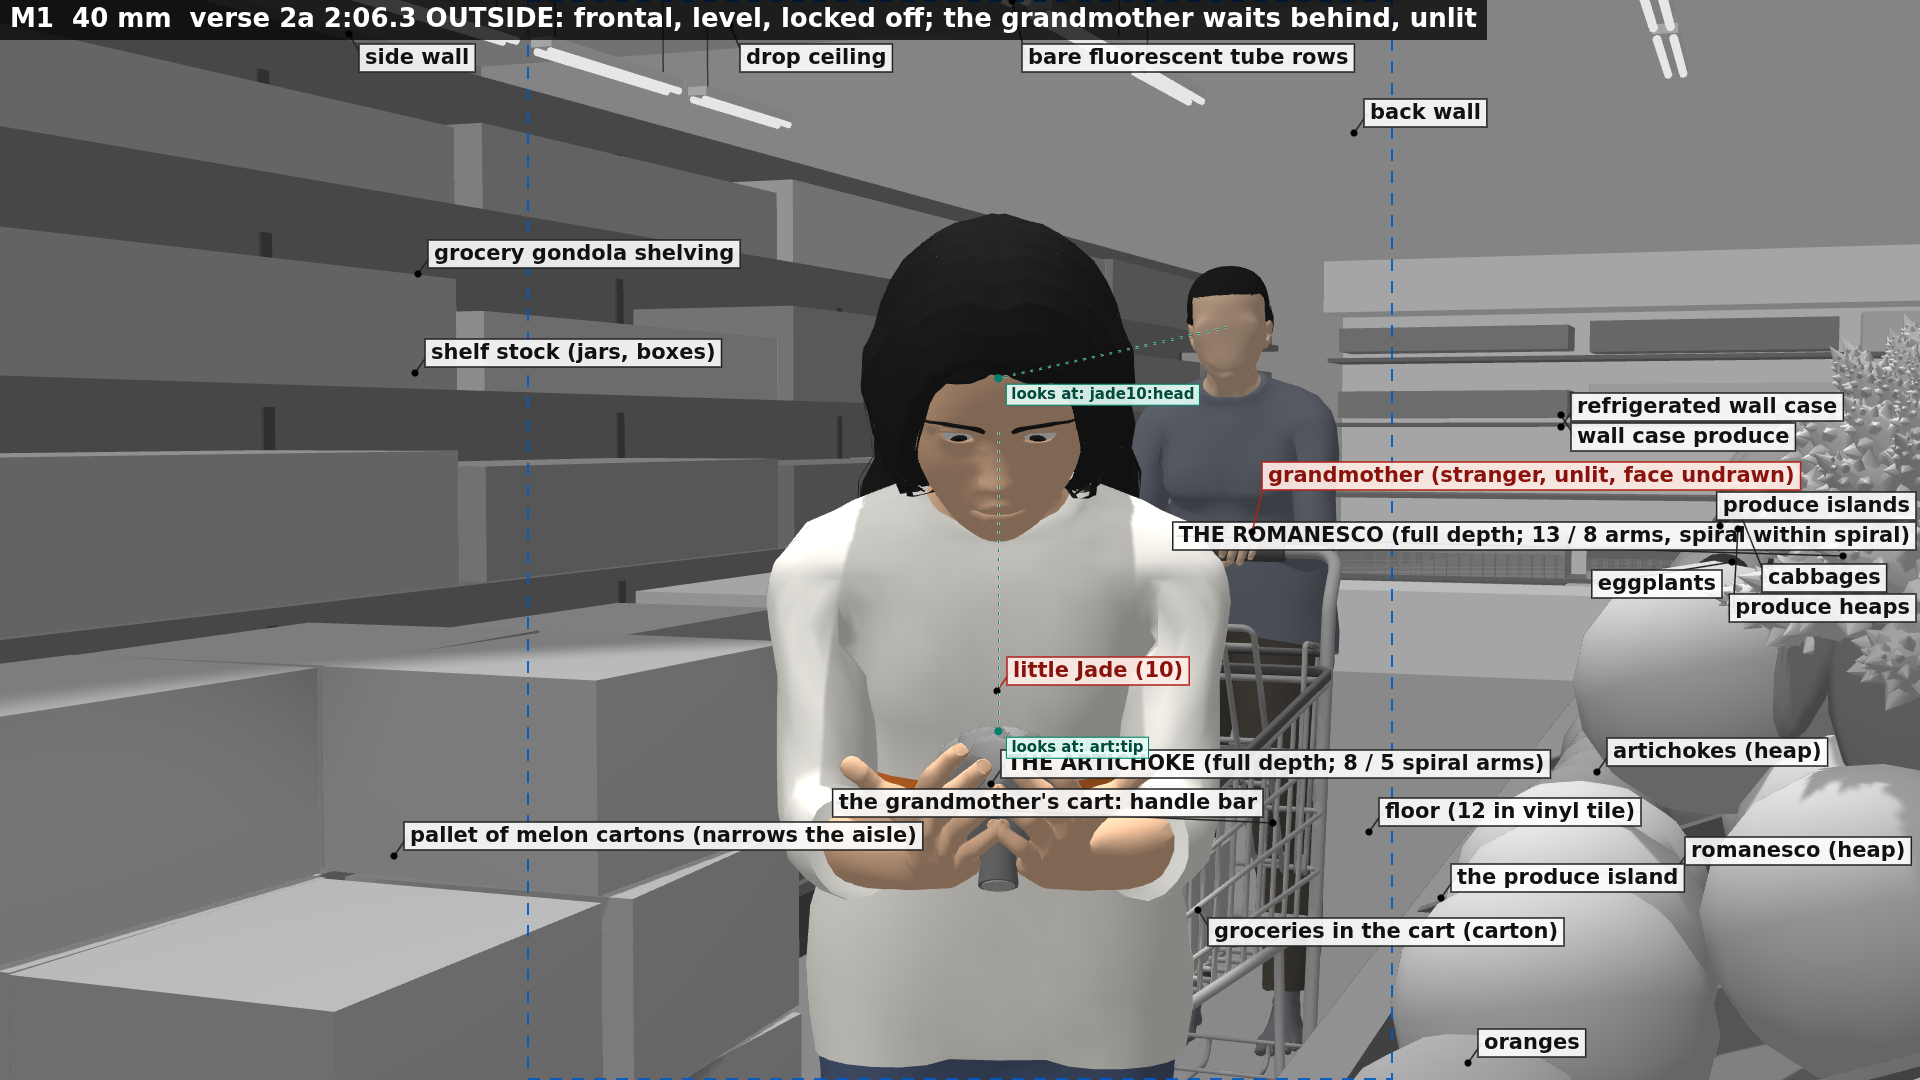 M1 40 mm verse 2a 2:06.3 OUTSIDE: frontal, level, locked off; the grandmother waits behind, unlit
side wall
drop ceiling
bare fluorescent tube rows
back wall
grocery gondola shelving
shelf stock (jars, boxes)
looks at: jade10:head
refrigerated wall case
wall case produce
grandmother (stranger, unlit, face undrawn)
produce islands
THE ROMANESCO (full depth; 13 / 8 arms, spiral within spiral)
eggplants
cabbages
produce heaps
little Jade (10)
looks at: art:tip
THE ARTICHOKE (full depth; 8 / 5 spiral arms)
artichokes (heap)
the grandmother's cart: handle bar
floor (12 in vinyl tile)
pallet of melon cartons (narrows the aisle)
romanesco (heap)
the produce island
groceries in the cart (carton)
oranges